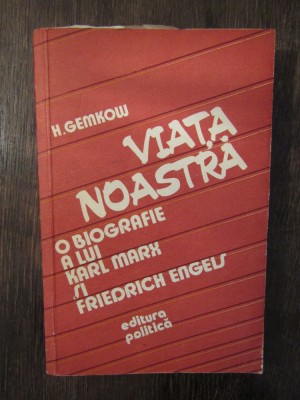 H. GEMKOW
VIAȚA
NOASTRĂ
O BIOGRAFIE
A LUI
KARL MARX
ȘI
FRIEDRICH ENGELS
editura
politică